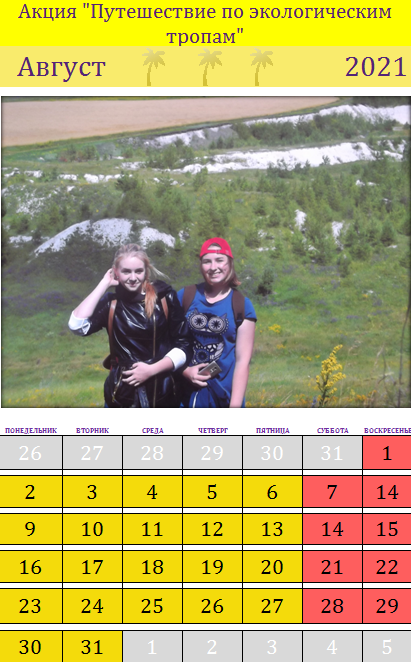 Акция "Путешествие по экологическим
тропам"
Август 2021
ПОНЕДЕЛЬНИК ВТОРНИК СРЕДА ЧЕТВЕРГ ПЯТНИЦА СУББОТА ВОСКРЕСЕНЬЕ
26 27 28 29 30 31 1
2 3 4 5 6 7 14
9 10 11 12 13 14 15
16 17 18 19 20 21 22
23 24 25 26 27 28 29
30 31 1 2 3 4 5